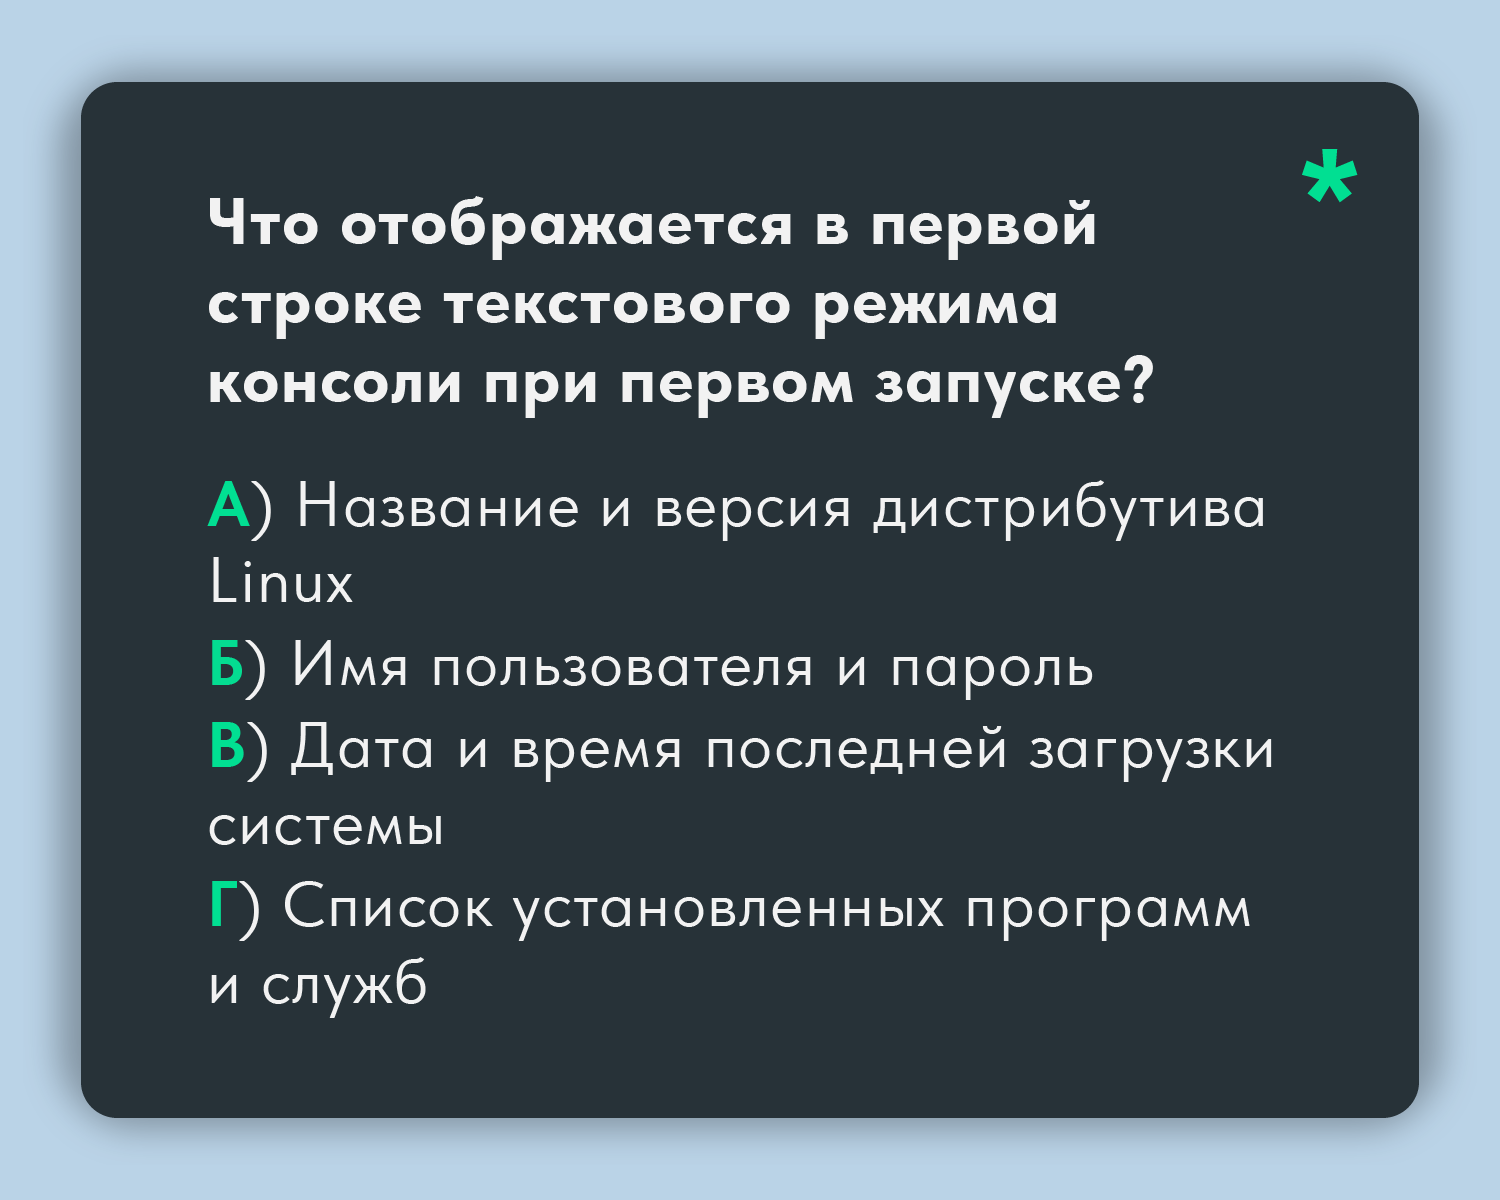 *
Что отображается в первой
строке текстового режима
консоли при первом запуске?
А) Название и версия дистрибутива
Linux
Б) Имя пользователя и пароль
В) Дата и время последней загрузки
системы
Г) Список установленных программ
и служб